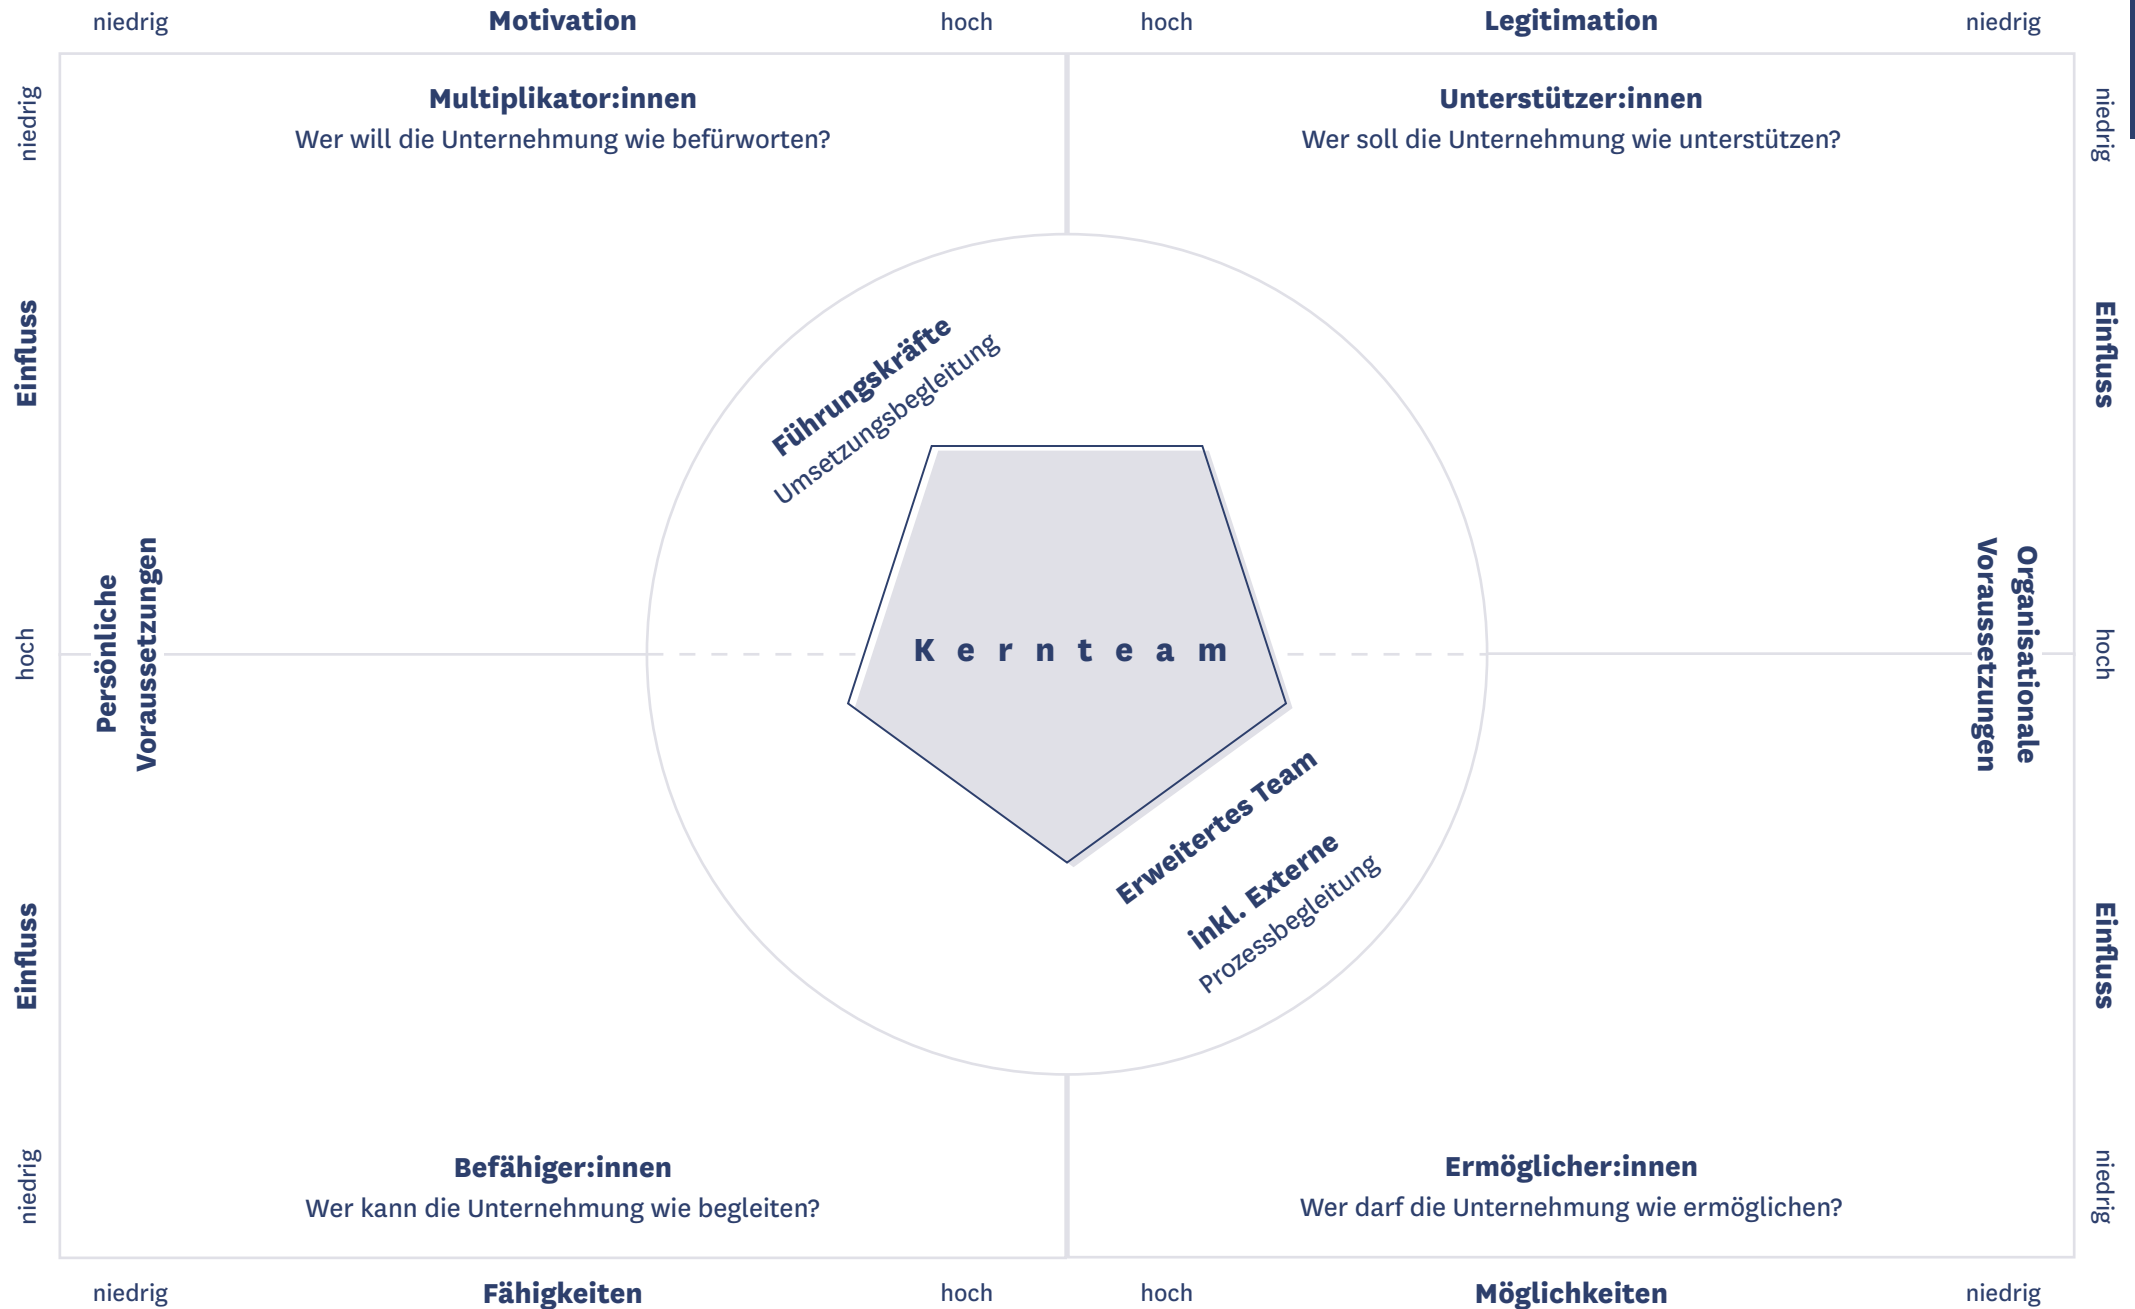 niedrig Motivation hoch hoch Legitimation niedrig
niedrig
Multiplikator:innen
Wer will die Unternehmung wie befürworten?
Unterstützer:innen
Wer soll die Unternehmung wie unterstützen?
niedrig
Einfluss
Einfluss
Führungskräfte
Umsetzungsbegleitung
hoch
Persönliche
Voraussetzungen
Kernteam
Organisationale
Voraussetzungen
hoch
Erweitertes Team
inkl. Externe
Prozessbegleitung
Einfluss
Einfluss
niedrig
Befähiger:innen
Wer kann die Unternehmung wie begleiten?
Ermöglicher:innen
Wer darf die Unternehmung wie ermöglichen?
niedrig
niedrig Fähigkeiten hoch hoch Möglichkeiten niedrig